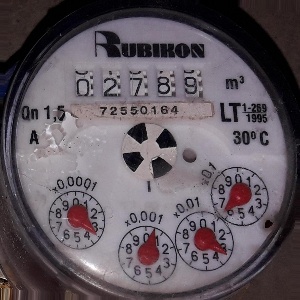 RUBIKON
02789 m³
Qn 1,5 72550164 LT 1-269 1995
A 30°C
x0,0001 x0,1
x0,001 x0,01